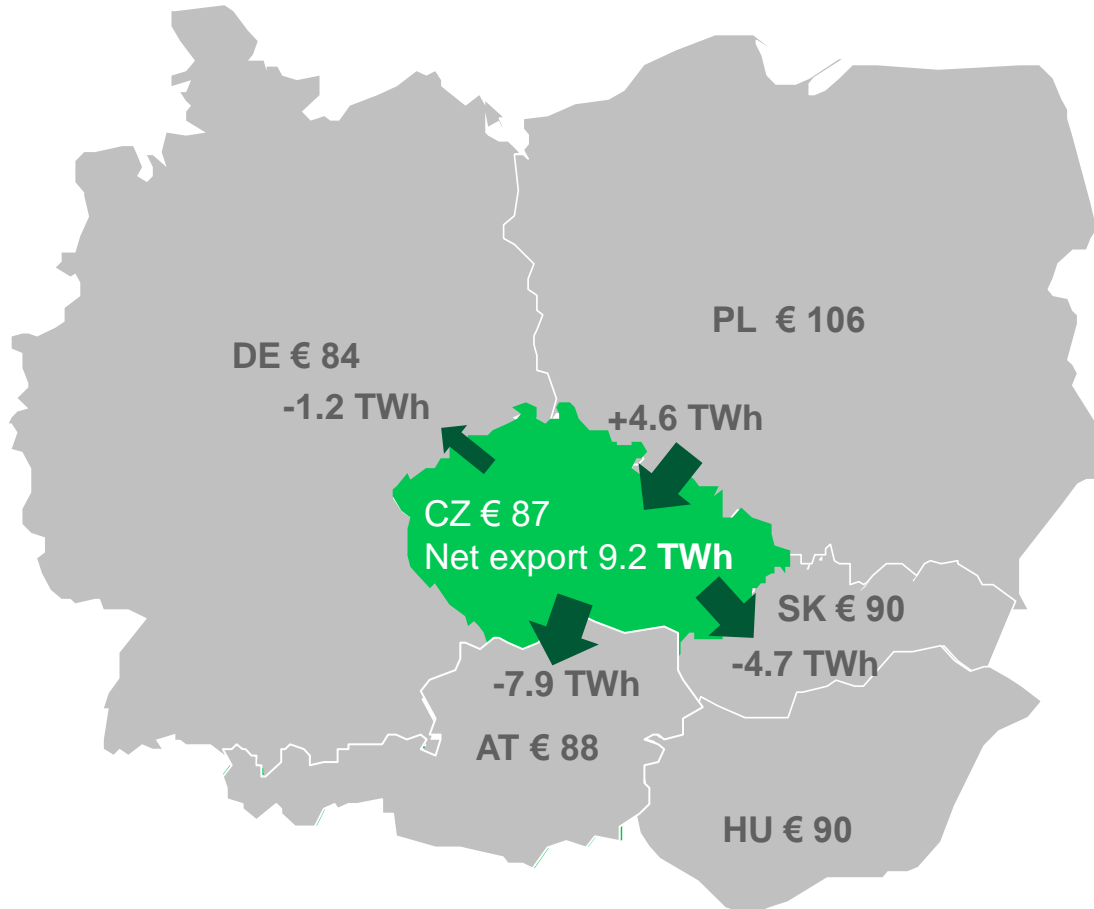 PL € 106
DE € 84
-1.2 TWh
+4.6 TWh
CZ € 87
Net export 9.2 TWh
SK € 90
-4.7 TWh
-7.9 TWh
AT € 88
HU € 90